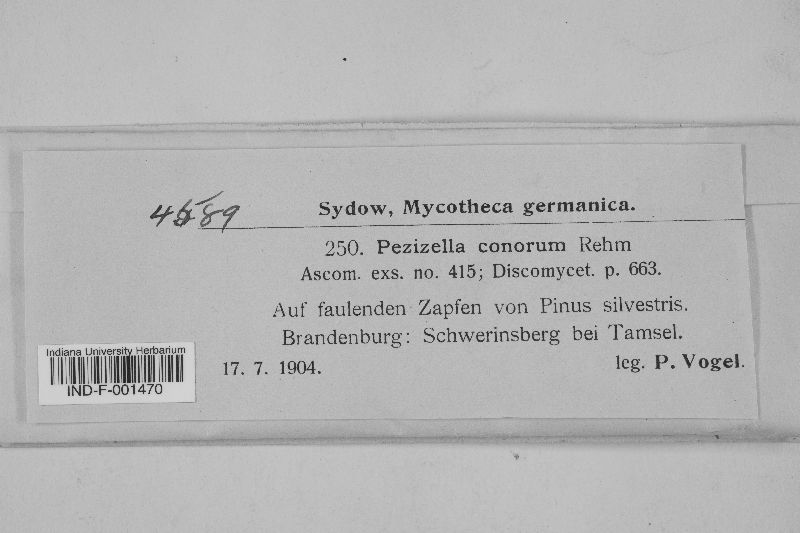 Sydow, Mycotheca germanica.
250. Pezizella conorum Rehm
Ascom. exs. no. 415; Discomycet. p. 663.
Auf faulenden Zapfen von Pinus silvestris.
Brandenburg: Schwerinsberg bei Tamsel.
17. 7. 1904. leg. P. Vogel.
Indiana University Herbarium
IND-F-001470